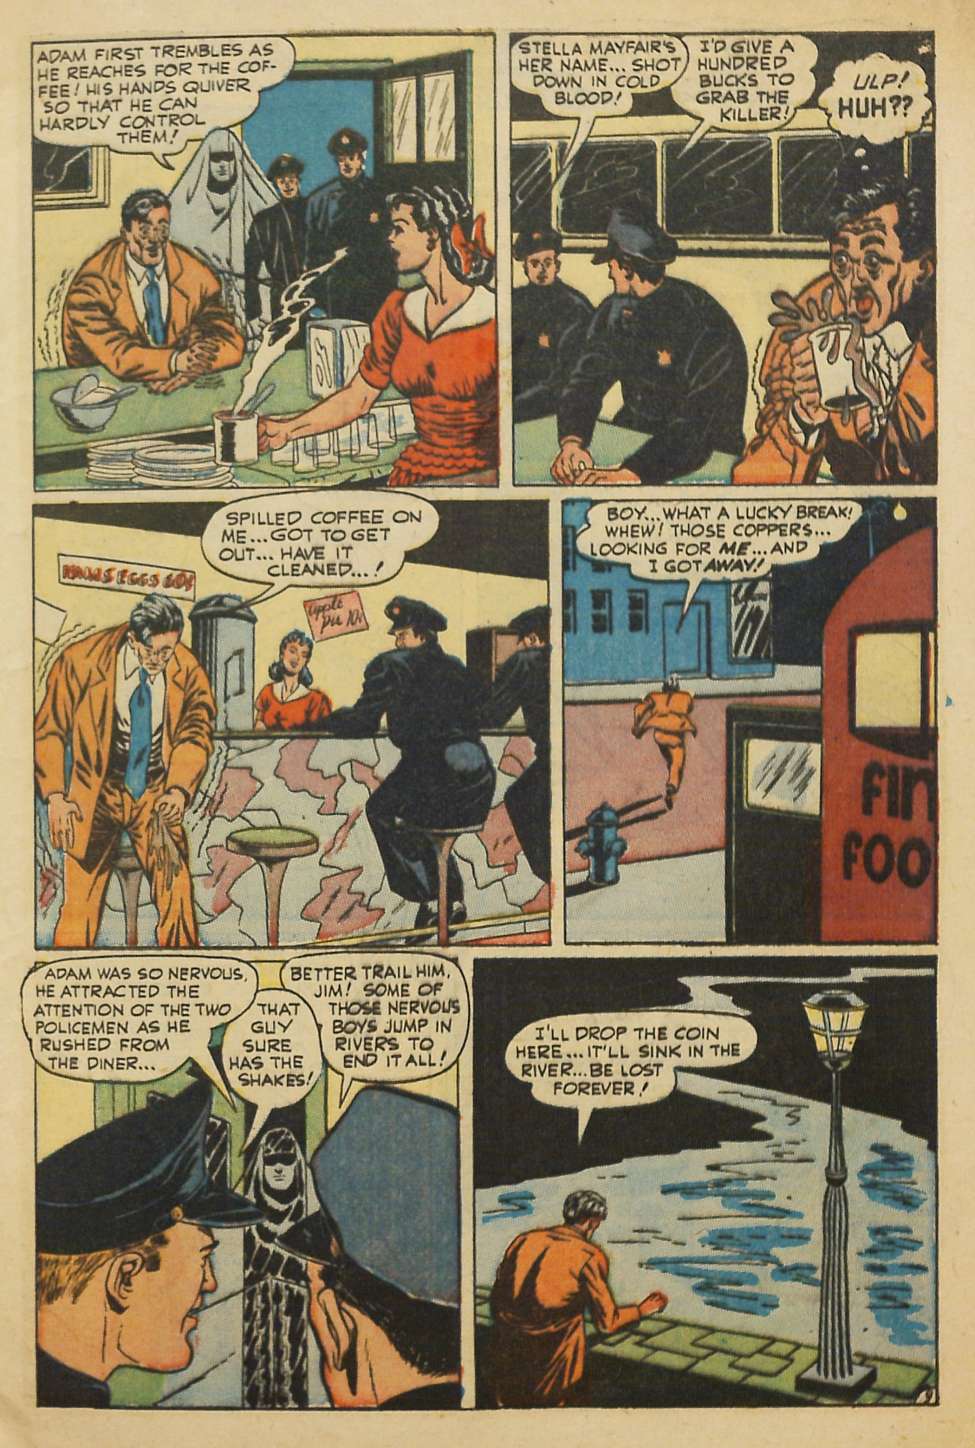 ADAM FIRST TREMBLES AS
HE REACHES FOR THE COF-
FEE! HIS HANDS QUIVER
SO THAT HE CAN
HARDLY CONTROL
THEM!
STELLA MAYFAIR'S
HER NAME... SHOT
DOWN IN COLD
BLOOD!
I'D GIVE A
HUNDRED
BUCKS TO
GRAB THE
KILLER!
ULP!
HUH??
SPILLED COFFEE ON
ME... GOT TO GET
OUT... HAVE IT
CLEANED...!
EGGS 60¢
apple
pie 10¢
BOY... WHAT A LUCKY BREAK!
WHEW! THOSE COPPERS...
LOOKING FOR ME... AND
I GOT AWAY!
FIN
FOO
ADAM WAS SO NERVOUS,
HE ATTRACTED THE
ATTENTION OF THE TWO
POLICEMEN AS HE
RUSHED FROM
THE DINER...
THAT
GUY
SURE
HAS THE
SHAKES!
BETTER TRAIL HIM,
JIM! SOME OF
THOSE NERVOUS
BOYS JUMP IN
RIVERS TO
END IT ALL!
I'LL DROP THE COIN
HERE... IT'LL SINK IN THE
RIVER... BE LOST
FOREVER!
9